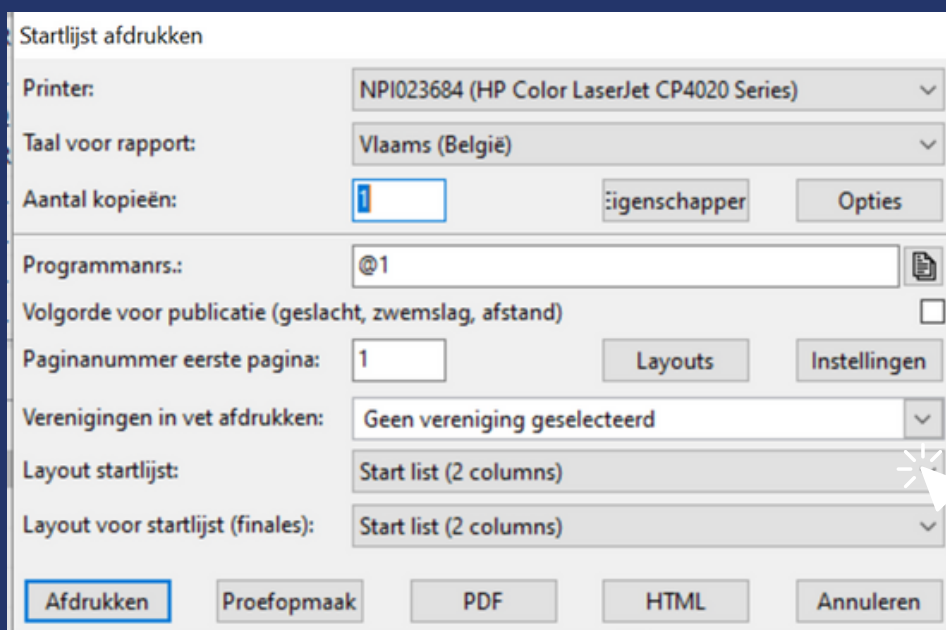 Startlijst afdrukken
Printer: NPI023684 (HP Color LaserJet CP4020 Series)
Taal voor rapport: Vlaams (België)
Aantal kopieën: 1 Eigenschapper Opties
Programmanrs.: @1
Volgorde voor publicatie (geslacht, zwemslag, afstand)
Paginanummer eerste pagina: 1 Layouts Instellingen
Verenigingen in vet afdrukken: Geen vereniging geselecteerd
Layout startlijst: Start list (2 columns)
Layout voor startlijst (finales): Start list (2 columns)
Afdrukken Proefopmaak PDF HTML Annuleren